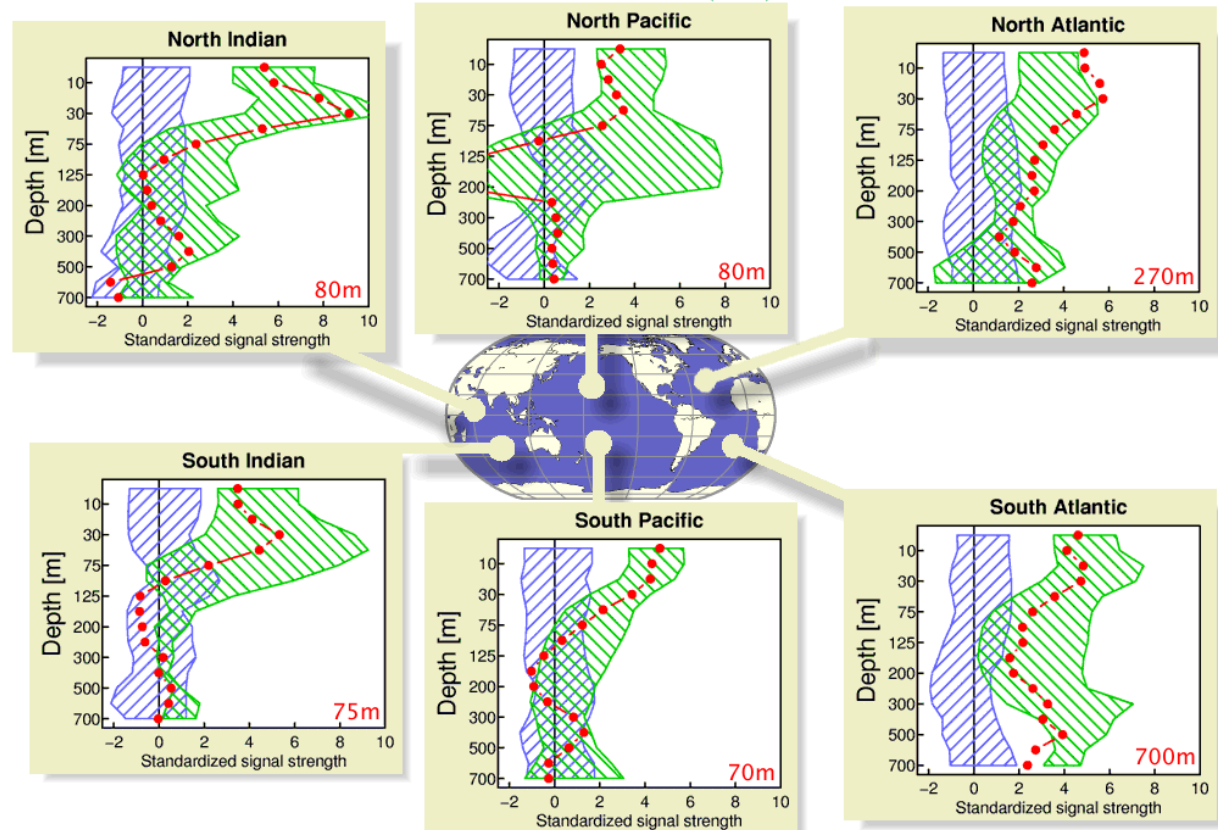 North Indian
Depth [m]
10
30
75
125
200
300
500
700
80m
−2 0 2 4 6 8 10
Standardized signal strength
North Pacific
Depth [m]
10
30
75
125
200
300
500
700
80m
−2 0 2 4 6 8 10
Standardized signal strength
North Atlantic
Depth [m]
10
30
75
125
200
300
500
700
270m
−2 0 2 4 6 8 10
Standardized signal strength
South Indian
Depth [m]
10
30
75
125
200
300
500
700
75m
−2 0 2 4 6 8 10
Standardized signal strength
South Pacific
Depth [m]
10
30
75
125
200
300
500
700
70m
−2 0 2 4 6 8 10
Standardized signal strength
South Atlantic
Depth [m]
10
30
75
125
200
300
500
700
700m
−2 0 2 4 6 8 10
Standardized signal strength